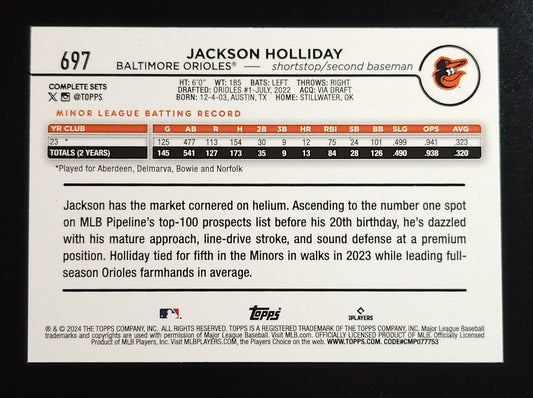 697
JACKSON HOLLIDAY
BALTIMORE ORIOLES® — shortstop/second baseman
COMPLETE SETS
@TOPPS
HT: 6'0" WT: 185 BATS: LEFT THROWS: RIGHT
DRAFTED: ORIOLES #1-JULY, 2022 ACQ: VIA DRAFT
BORN: 12-4-03, AUSTIN, TX HOME: STILLWATER, OK
MINOR LEAGUE BATTING RECORD
YR CLUB G AB R H 2B 3B HR RBI SB BB SLG OPS AVG
23 * 125 477 113 154 30 9 12 75 24 101 .499 .941 .323
TOTALS (2 YEARS) 145 541 127 173 35 9 13 84 28 126 .490 .938 .320
*Played for Aberdeen, Delmarva, Bowie and Norfolk
Jackson has the market cornered on helium. Ascending to the number one spot
on MLB Pipeline's top-100 prospects list before his 20th birthday, he's dazzled
with his mature approach, line-drive stroke, and sound defense at a premium
position. Holliday tied for fifth in the Minors in walks in 2023 while leading full-
season Orioles farmhands in average.
topps
PLAYERS
® & © 2024 THE TOPPS COMPANY, INC. ALL RIGHTS RESERVED. TOPPS IS A REGISTERED TRADEMARK OF THE TOPPS COMPANY, INC. Major League Baseball
trademarks and copyrights are used with permission of Major League Baseball. Visit MLB.com. OFFICIALLY LICENSED PRODUCT OF MLB. Officially Licensed
Product of MLB Players, Inc. Visit MLBPLAYERS.COM, the Players Choice on the web. WWW.TOPPS.COM. CODE#CMP077753